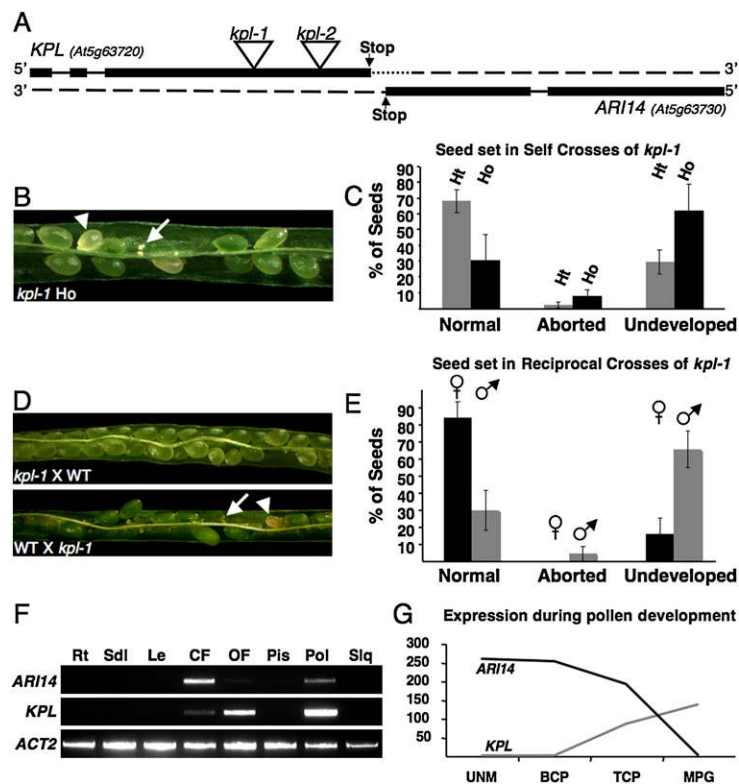 A
KPL (At5g63720)
kpl-1
kpl-2
Stop
5'
3'
3'
5'
Stop
ARI14 (At5g63730)
B
kpl-1 Ho
C
Seed set in Self Crosses of kpl-1
% of Seeds
90
80
70
60
50
40
30
20
10
Ht Ho
Ht Ho
Ht Ho
Normal Aborted Undeveloped
D
kpl-1 X WT
WT X kpl-1
E
Seed set in Reciprocal Crosses of kpl-1
% of Seeds
90
80
70
60
50
40
30
20
10
♀ ♂
♀ ♂
♀ ♂
Normal Aborted Undeveloped
F
Rt Sdl Le CF OF Pis Pol Slq
ARI14
KPL
ACT2
G
Expression during pollen development
300
250
200
150
100
50
ARI14
KPL
UNM BCP TCP MPG